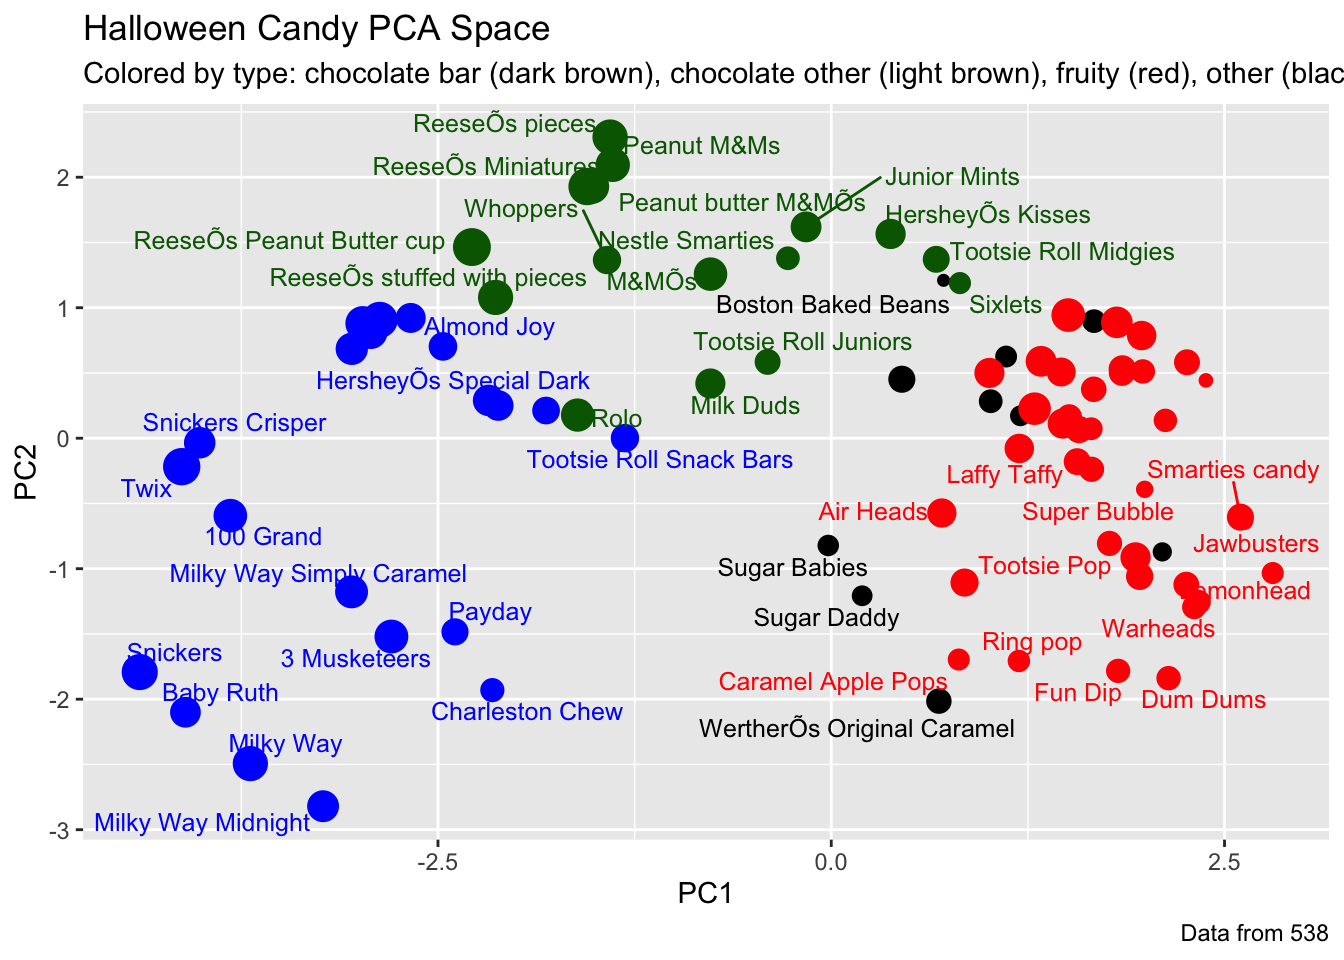 Halloween Candy PCA Space
Colored by type: chocolate bar (dark brown), chocolate other (light brown), fruity (red), other (blac
ReeseÕs pieces
Peanut M&Ms
ReeseÕs Miniatures
Junior Mints
Peanut butter M&MÕs
Whoppers
HersheyÕs Kisses
ReeseÕs Peanut Butter cup
Nestle Smarties
Tootsie Roll Midgies
ReeseÕs stuffed with pieces
M&MÕs
Boston Baked Beans
Sixlets
Almond Joy
Tootsie Roll Juniors
HersheyÕs Special Dark
Milk Duds
Snickers Crisper
Rolo
Tootsie Roll Snack Bars
Laffy Taffy
Smarties candy
Twix
Air Heads
Super Bubble
100 Grand
Jawbusters
Sugar Babies
Tootsie Pop
Milky Way Simply Caramel
Lemonhead
Payday
Sugar Daddy
Warheads
Ring pop
Snickers
3 Musketeers
Caramel Apple Pops
Baby Ruth
Fun Dip
Dum Dums
Charleston Chew
WertherÕs Original Caramel
Milky Way
Milky Way Midnight
2
1
0
-1
-2
-3
PC2
-2.5
0.0
2.5
PC1
Data from 538